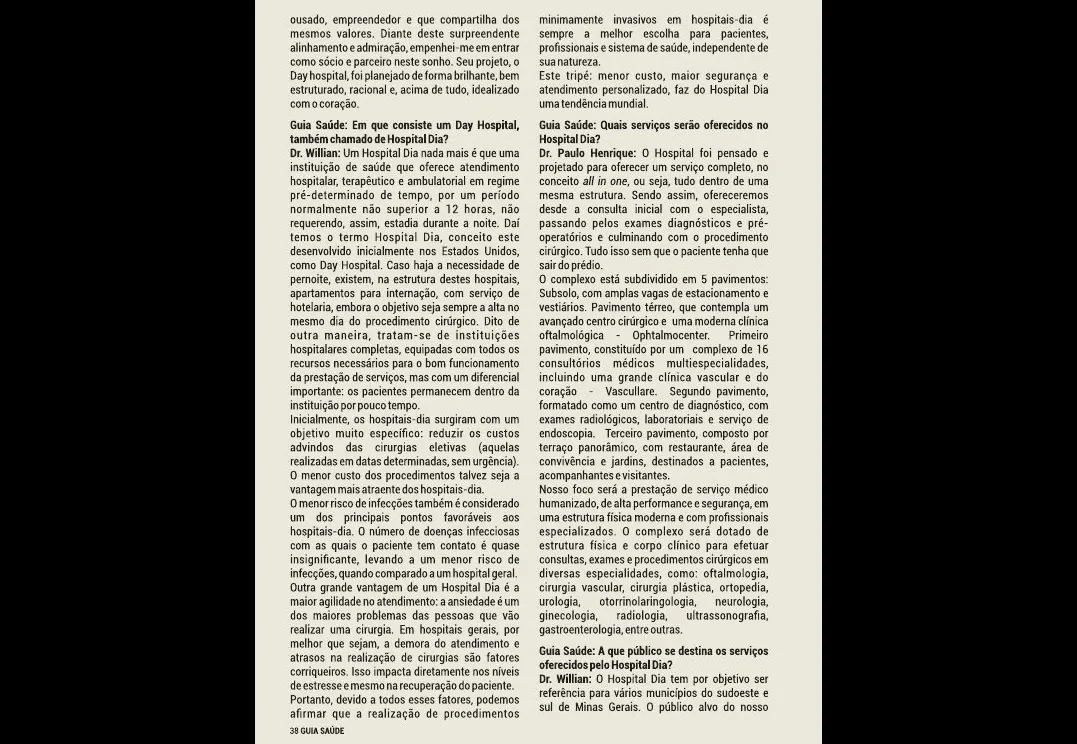 ousado, empreendedor e que compartilha dos
mesmos valores. Diante deste surpreendente
alinhamento e admiração, empenhei-me em entrar
como sócio e parceiro neste sonho. Seu projeto, o
Day hospital, foi planejado de forma brilhante, bem
estruturado, racional e, acima de tudo, idealizado
com o coração.
Guia Saúde: Em que consiste um Day Hospital,
também chamado de Hospital Dia?
Dr. Willian: Um Hospital Dia nada mais é que uma
instituição de saúde que oferece atendimento
hospitalar, terapêutico e ambulatorial em regime
pré-determinado de tempo, por um período
normalmente não superior a 12 horas, não
requerendo, assim, estadia durante a noite. Daí
temos o termo Hospital Dia, conceito este
desenvolvido inicialmente nos Estados Unidos,
como Day Hospital. Caso haja a necessidade de
pernoite, existem, na estrutura destes hospitais,
apartamentos para internação, com serviço de
hotelaria, embora o objetivo seja sempre a alta no
mesmo dia do procedimento cirúrgico. Dito de
outra maneira, tratam-se de instituições
hospitalares completas, equipadas com todos os
recursos necessários para o bom funcionamento
da prestação de serviços, mas com um diferencial
importante: os pacientes permanecem dentro da
instituição por pouco tempo.
Inicialmente, os hospitais-dia surgiram com um
objetivo muito específico: reduzir os custos
advindos das cirurgias eletivas (aquelas
realizadas em datas determinadas, sem urgência).
O menor custo dos procedimentos talvez seja a
vantagem mais atraente dos hospitais-dia.
O menor risco de infecções também é considerado
um dos principais pontos favoráveis aos
hospitais-dia. O número de doenças infecciosas
com as quais o paciente tem contato é quase
insignificante, levando a um menor risco de
infecções, quando comparado a um hospital geral.
Outra grande vantagem de um Hospital Dia é a
maior agilidade no atendimento: a ansiedade é um
dos maiores problemas das pessoas que vão
realizar uma cirurgia. Em hospitais gerais, por
melhor que sejam, a demora do atendimento e
atrasos na realização de cirurgias são fatores
corriqueiros. Isso impacta diretamente nos níveis
de estresse e mesmo na recuperação do paciente.
Portanto, devido a todos esses fatores, podemos
afirmar que a realização de procedimentos
38 GUIA SAÚDE
minimamente invasivos em hospitais-dia é
sempre a melhor escolha para pacientes,
profissionais e sistema de saúde, independente de
sua natureza.
Este tripé: menor custo, maior segurança e
atendimento personalizado, faz do Hospital Dia
uma tendência mundial.
Guia Saúde: Quais serviços serão oferecidos no
Hospital Dia?
Dr. Paulo Henrique: O Hospital foi pensado e
projetado para oferecer um serviço completo, no
conceito all in one, ou seja, tudo dentro de uma
mesma estrutura. Sendo assim, ofereceremos
desde a consulta inicial com o especialista,
passando pelos exames diagnósticos e pré-
operatórios e culminando com o procedimento
cirúrgico. Tudo isso sem que o paciente tenha que
sair do prédio.
O complexo está subdividido em 5 pavimentos:
Subsolo, com amplas vagas de estacionamento e
vestiários. Pavimento térreo, que contempla um
avançado centro cirúrgico e uma moderna clínica
oftalmológica - Ophtalmocenter. Primeiro
pavimento, constituído por um complexo de 16
consultórios médicos multiespecialidades,
incluindo uma grande clínica vascular e do
coração - Vascullare. Segundo pavimento,
formatado como um centro de diagnóstico, com
exames radiológicos, laboratoriais e serviço de
endoscopia. Terceiro pavimento, composto por
terraço panorâmico, com restaurante, área de
convivência e jardins, destinados a pacientes,
acompanhantes e visitantes.
Nosso foco será a prestação de serviço médico
humanizado, de alta performance e segurança, em
uma estrutura física moderna e com profissionais
especializados. O complexo será dotado de
estrutura física e corpo clínico para efetuar
consultas, exames e procedimentos cirúrgicos em
diversas especialidades, como: oftalmologia,
cirurgia vascular, cirurgia plástica, ortopedia,
urologia, otorrinolaringologia, neurologia,
ginecologia, radiologia, ultrassonografia,
gastroenterologia, entre outras.
Guia Saúde: A que público se destina os serviços
oferecidos pelo Hospital Dia?
Dr. Willian: O Hospital Dia tem por objetivo ser
referência para vários municípios do sudoeste e
sul de Minas Gerais. O público alvo do nosso